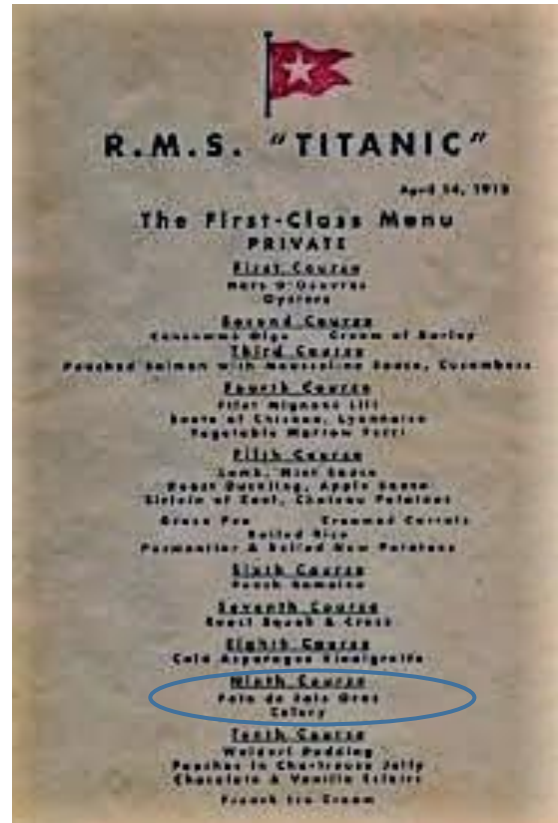 R.M.S. "TITANIC"
April 14, 1912
The First-Class Menu
PRIVATE
First Course
Hors D'Oeuvres
Oysters
Second Course
Consomme Olga Cream of Barley
Third Course
Poached Salmon with Mousseline Sauce, Cucumbers
Fourth Course
Filet Mignons Lili
Saute of Chicken, Lyonnaise
Vegetable Marrow Farci
Fifth Course
Lamb, Mint Sauce
Roast Duckling, Apple Sauce
Sirloin of Beef, Chateau Potatoes
Green Pea Creamed Carrots
Boiled Rice
Parmentier & Boiled New Potatoes
Sixth Course
Punch Romaine
Seventh Course
Roast Squab & Cress
Eighth Course
Cold Asparagus Vinaigrette
Ninth Course
Pate de Foie Gras
Celery
Tenth Course
Waldorf Pudding
Peaches in Chartreuse Jelly
Chocolate & Vanilla Eclairs
French Ice Cream